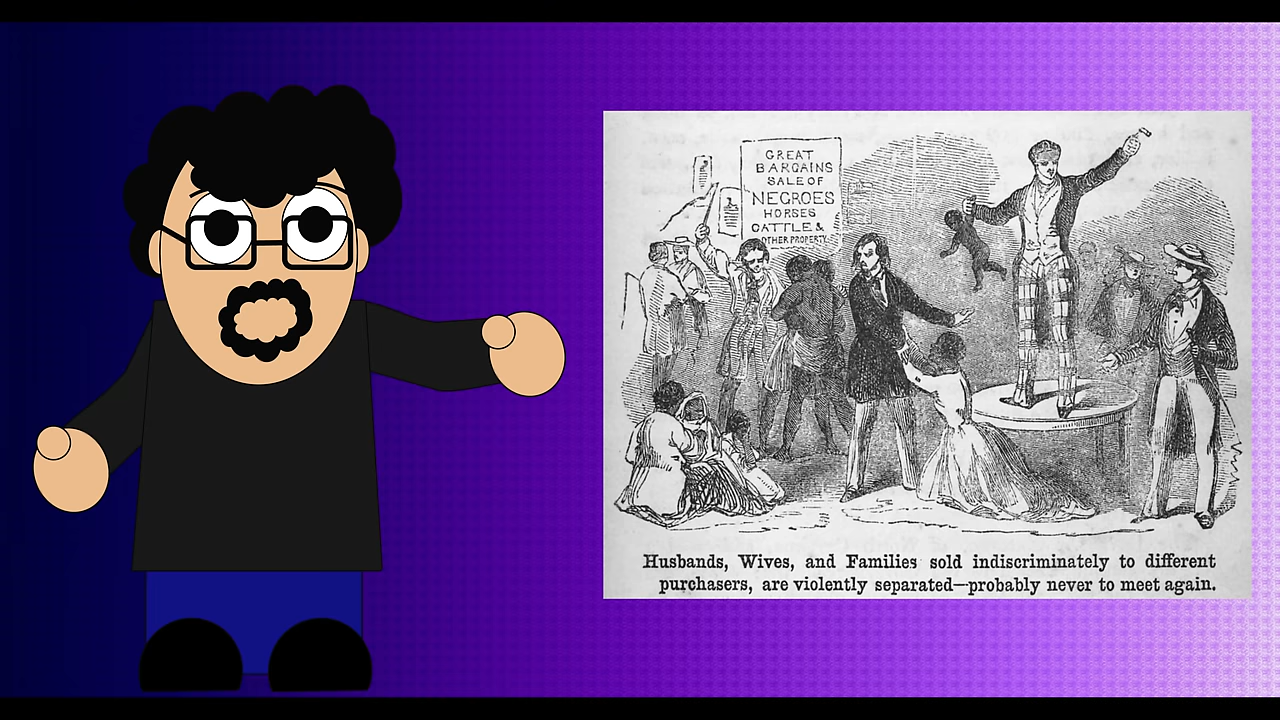 GREAT
BARGAINS
SALE OF
NEGROES
HORSES
CATTLE &
OTHER PROPERTY
Husbands, Wives, and Families sold indiscriminately to different
purchasers, are violently separated—probably never to meet again.